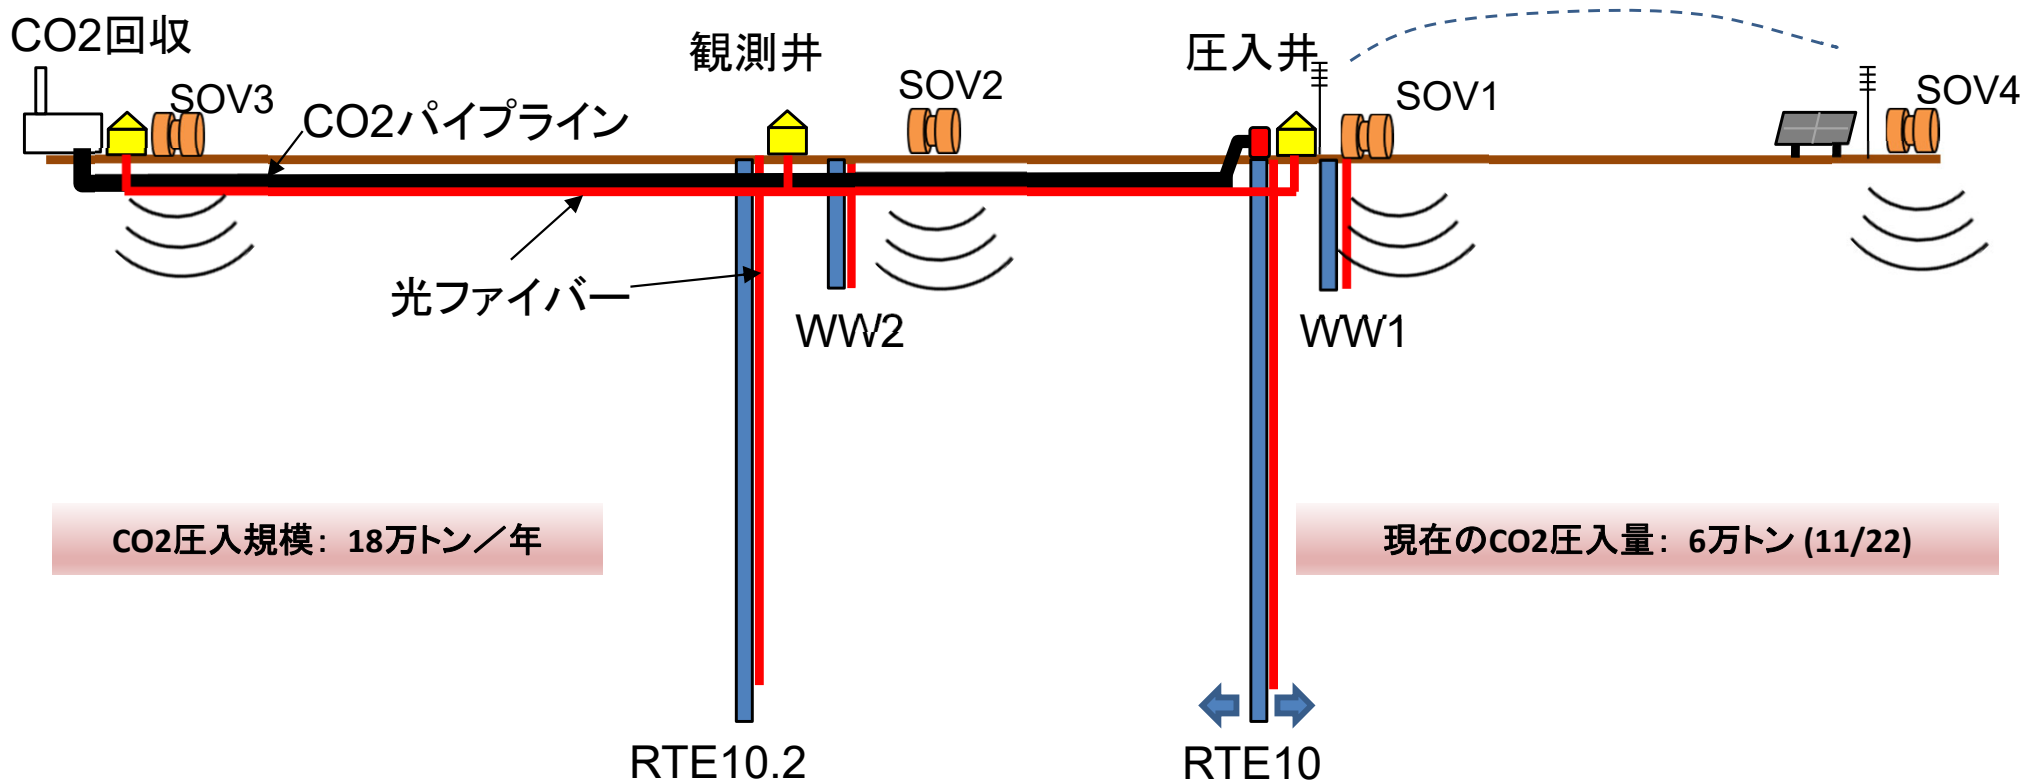 CO2回収
観測井
圧入井
SOV3
SOV2
SOV1
SOV4
CO2パイプライン
光ファイバー
WW2
WW1
CO2圧入規模： 18万トン／年
現在のCO2圧入量： 6万トン (11/22)
RTE10.2
RTE10